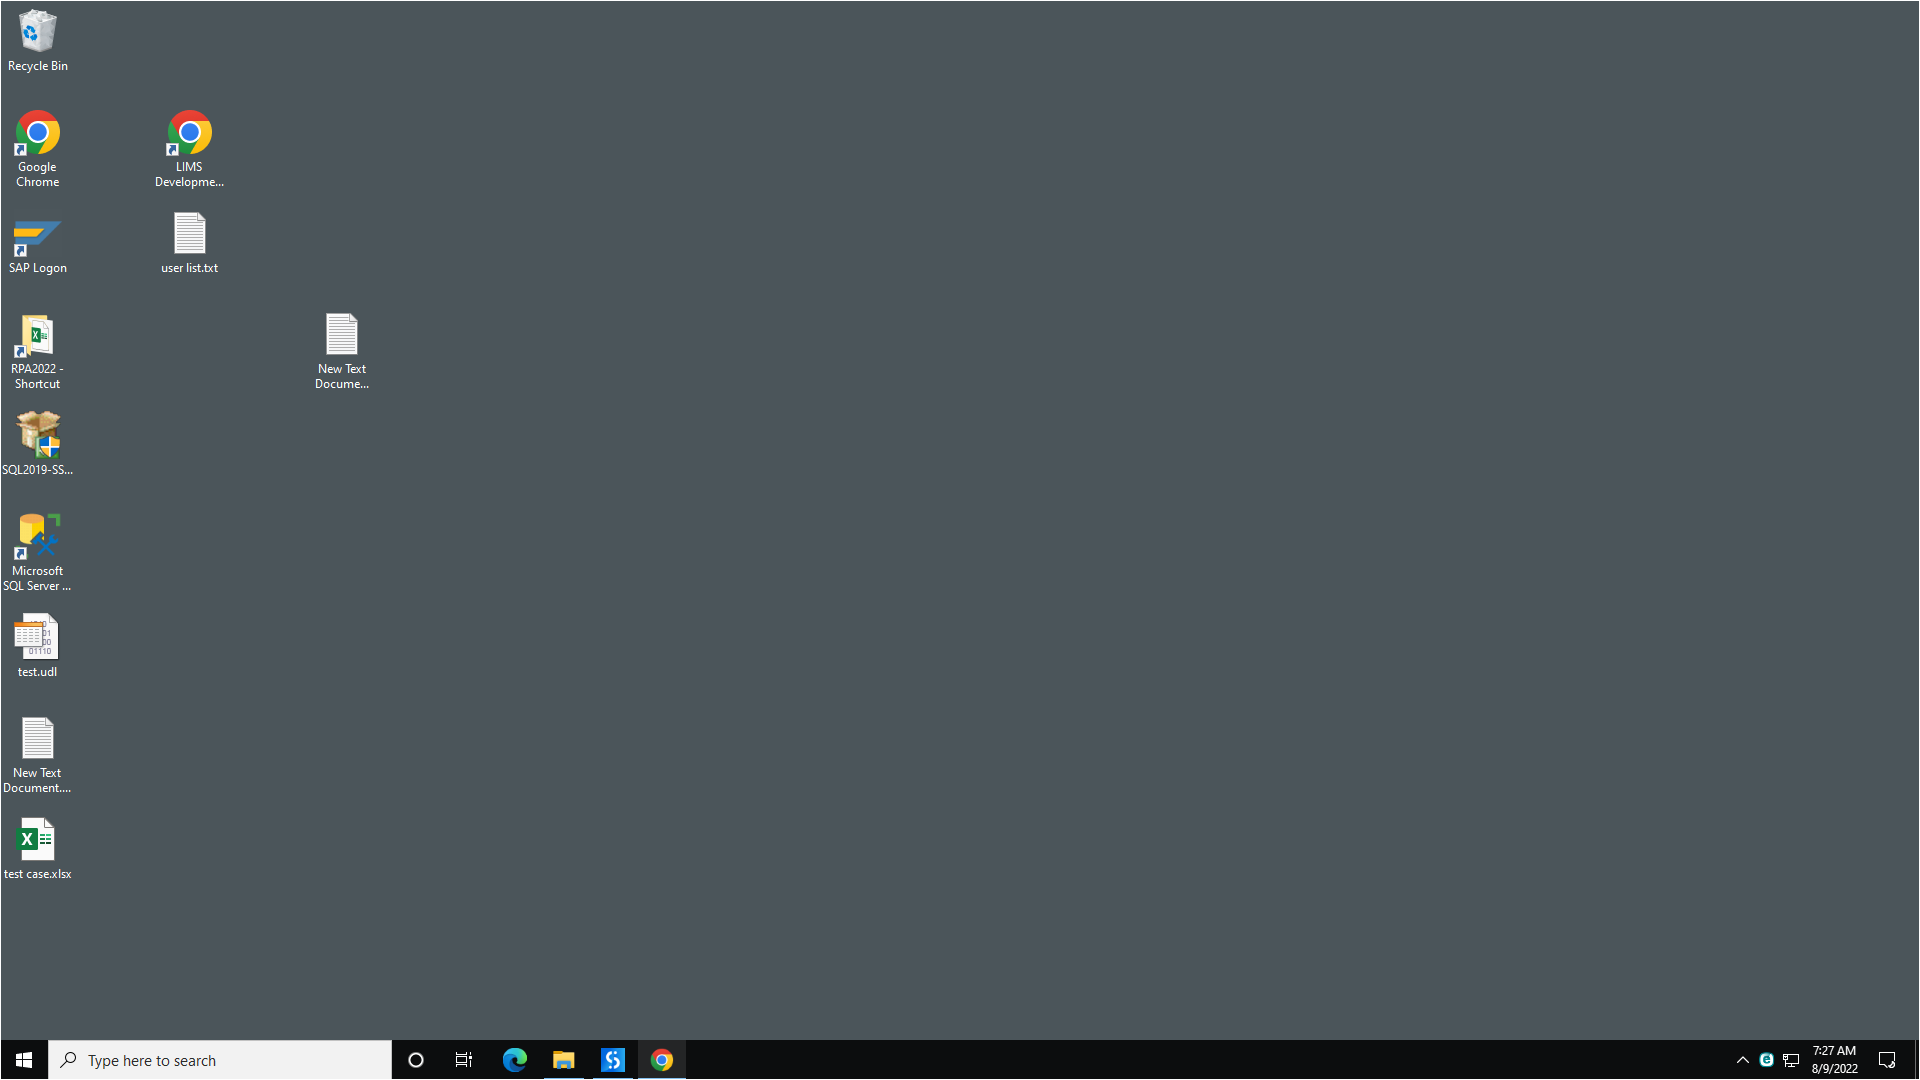 Recycle Bin
Google
Chrome
LIMS
Developme...
SAP Logon
user list.txt
RPA2022 -
Shortcut
New Text
Docume...
SQL2019-SS...
Microsoft
SQL Server ...
test.udl
New Text
Document....
test case.xlsx
Type here to search
7:27 AM
8/9/2022